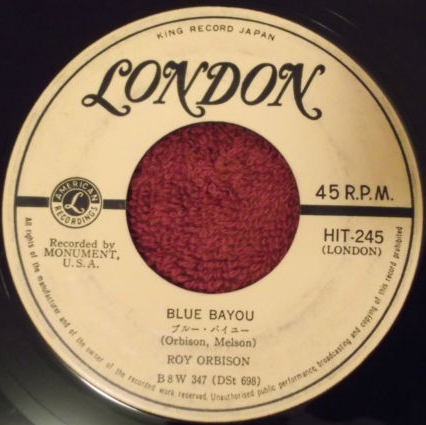 KING RECORD JAPAN
LONDON
AMERICAN
L
RECORDINGS
45 R.P.M.
Recorded by
MONUMENT,
U.S.A.
HIT-245
(LONDON)
BLUE BAYOU
ブルー・バイユー
(Orbison, Melson)
ROY ORBISON
B8W 347 (DSt 698)
All rights of the manufacturer and of the owner of the recorded work reserved. Unauthorised public performance, broadcasting and copying of this record prohibited